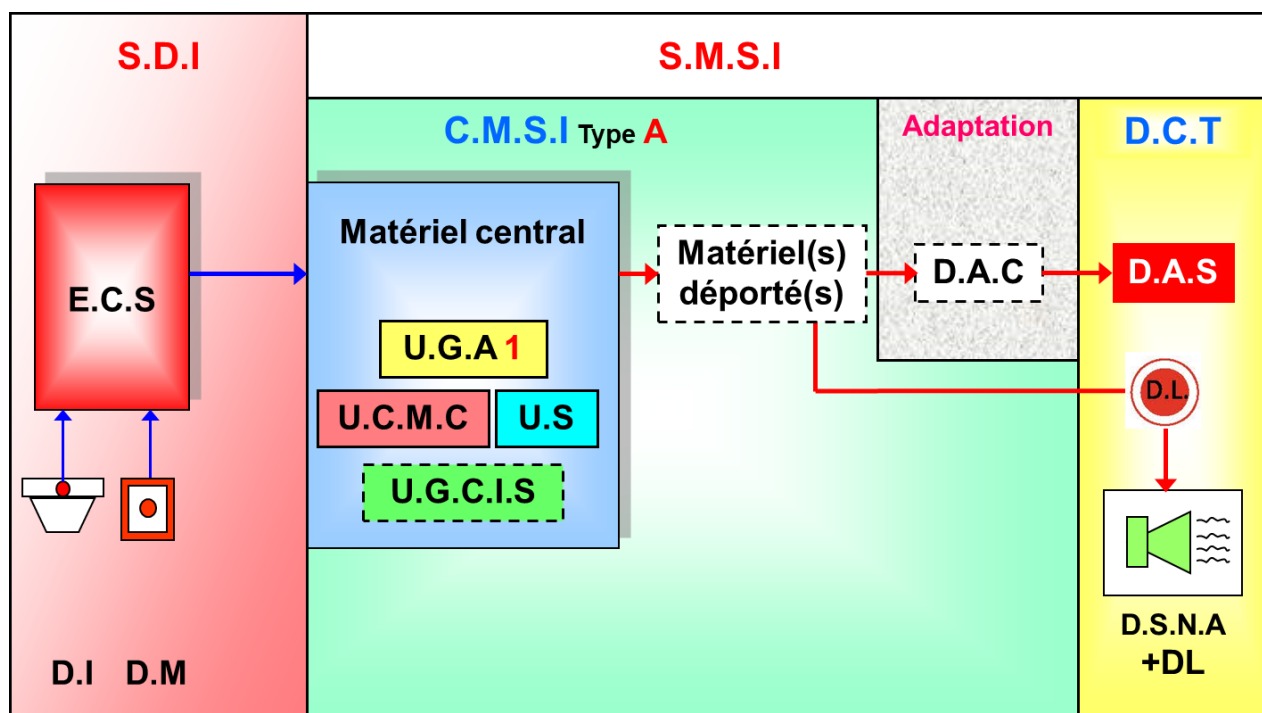 S.D.I
S.M.S.I
C.M.S.I Type A
Adaptation
D.C.T
E.C.S
Matériel central
U.G.A 1
U.C.M.C
U.S
U.G.C.I.S
Matériel(s)
déporté(s)
D.A.C
D.A.S
D.L.
D.S.N.A
+DL
D.I
D.M